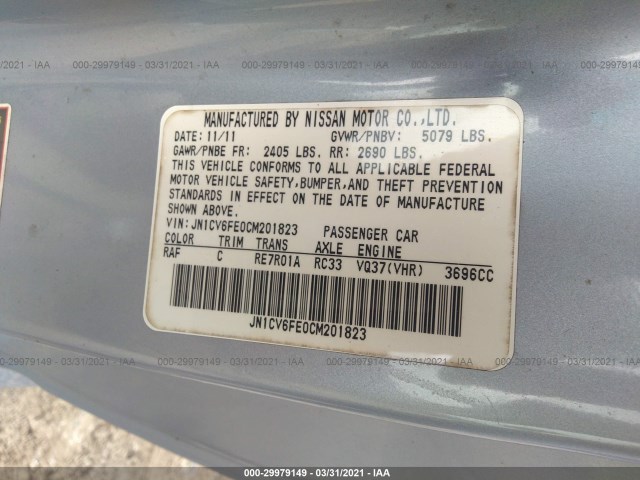 MANUFACTURED BY NISSAN MOTOR CO.,LTD.
DATE: 11/11 GVWR/PNBV: 5079 LBS.
GAWR/PNBE FR: 2405 LBS. RR: 2690 LBS.
THIS VEHICLE CONFORMS TO ALL APPLICABLE FEDERAL
MOTOR VEHICLE SAFETY,BUMPER,AND THEFT PREVENTION
STANDARDS IN EFFECT ON THE DATE OF MANUFACTURE
SHOWN ABOVE.
VIN: JN1CV6FE0CM201823 PASSENGER CAR
COLOR TRIM TRANS AXLE ENGINE
RAF C RE7R01A RC33 VQ37(VHR) 3696CC
JN1CV6FE0CM201823
000-29979149 - 03/31/2021 - IAA